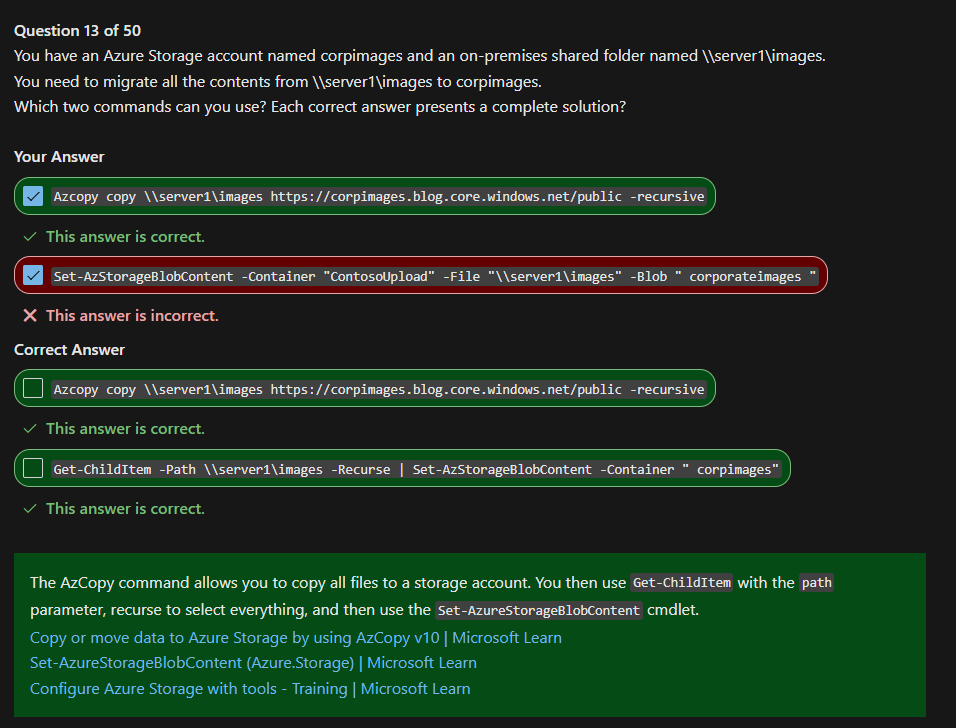 Question 13 of 50
You have an Azure Storage account named corpimages and an on-premises shared folder named \\server1\images.
You need to migrate all the contents from \\server1\images to corpimages.
Which two commands can you use? Each correct answer presents a complete solution?
Your Answer
Azcopy copy \\server1\images https://corpimages.blog.core.windows.net/public -recursive
This answer is correct.
Set-AzStorageBlobContent -Container "ContosoUpload" -File "\\server1\images" -Blob " corporateimages "
This answer is incorrect.
Correct Answer
Azcopy copy \\server1\images https://corpimages.blog.core.windows.net/public -recursive
This answer is correct.
Get-ChildItem -Path \\server1\images -Recurse | Set-AzStorageBlobContent -Container " corpimages"
This answer is correct.
The AzCopy command allows you to copy all files to a storage account. You then use Get-ChildItem with the path
parameter, recurse to select everything, and then use the Set-AzureStorageBlobContent cmdlet.
Copy or move data to Azure Storage by using AzCopy v10 | Microsoft Learn
Set-AzureStorageBlobContent (Azure.Storage) | Microsoft Learn
Configure Azure Storage with tools - Training | Microsoft Learn